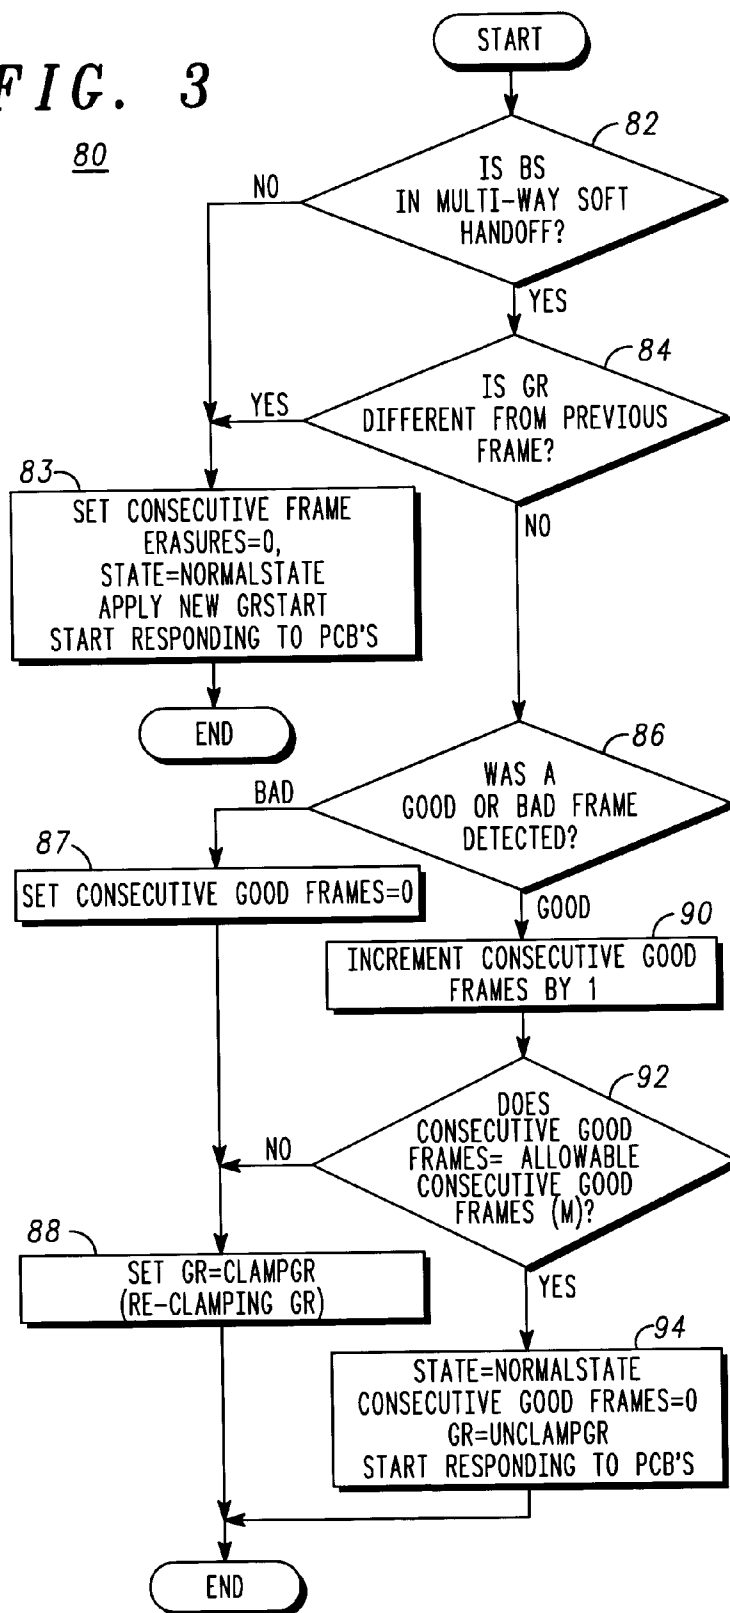 START
FIG. 3
80
82
IS BS
IN MULTI-WAY SOFT
HANDOFF?
NO
YES
84
IS GR
DIFFERENT FROM PREVIOUS
FRAME?
YES
NO
83
SET CONSECUTIVE FRAME
ERASURES=0,
STATE=NORMALSTATE
APPLY NEW GRSTART
START RESPONDING TO PCB'S
END
86
WAS A
GOOD OR BAD FRAME
DETECTED?
BAD
GOOD
87
SET CONSECUTIVE GOOD FRAMES=0
90
INCREMENT CONSECUTIVE GOOD
FRAMES BY 1
92
DOES
CONSECUTIVE GOOD
FRAMES= ALLOWABLE
CONSECUTIVE GOOD
FRAMES (M)?
NO
YES
88
SET GR=CLAMPGR
(RE-CLAMPING GR)
94
STATE=NORMALSTATE
CONSECUTIVE GOOD FRAMES=0
GR=UNCLAMPGR
START RESPONDING TO PCB'S
END